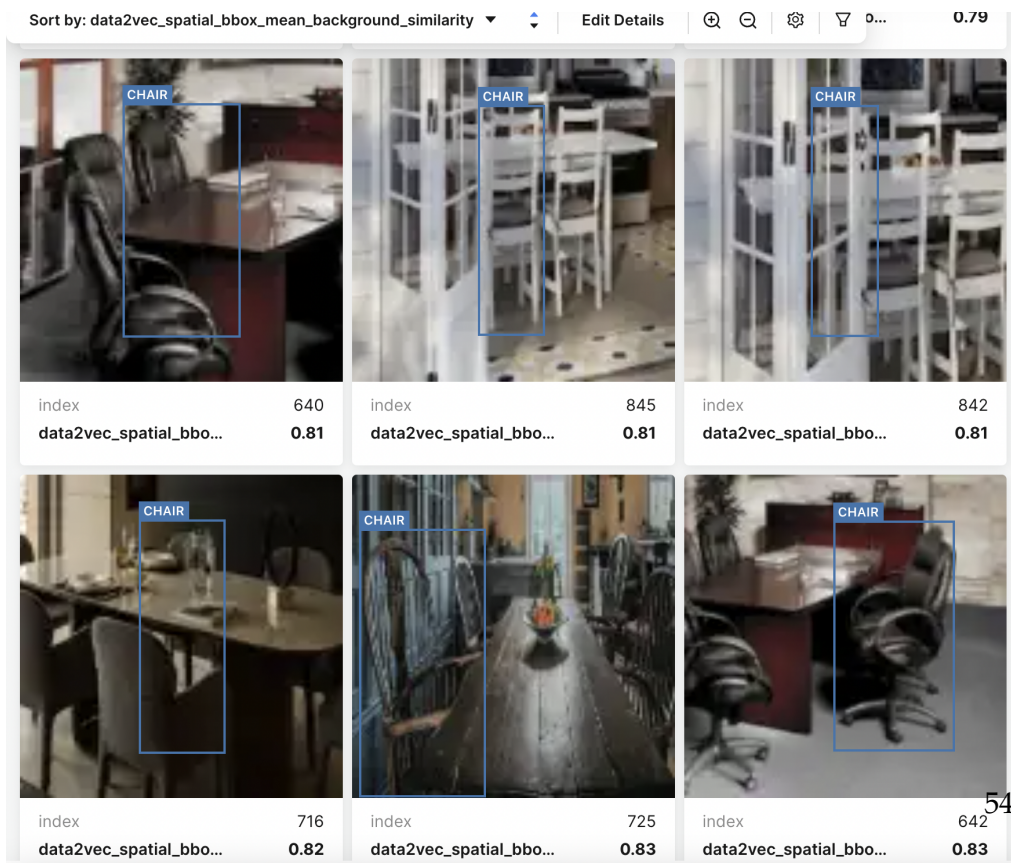 Sort by: data2vec_spatial_bbox_mean_background_similarity Edit Details
o... 0.79
CHAIR
CHAIR
CHAIR
index 640
data2vec_spatial_bbo... 0.81
index 845
data2vec_spatial_bbo... 0.81
index 842
data2vec_spatial_bbo... 0.81
CHAIR
CHAIR
CHAIR
index 716
data2vec_spatial_bbo... 0.82
index 725
data2vec_spatial_bbo... 0.83
index 642
data2vec_spatial_bbo... 0.83
54